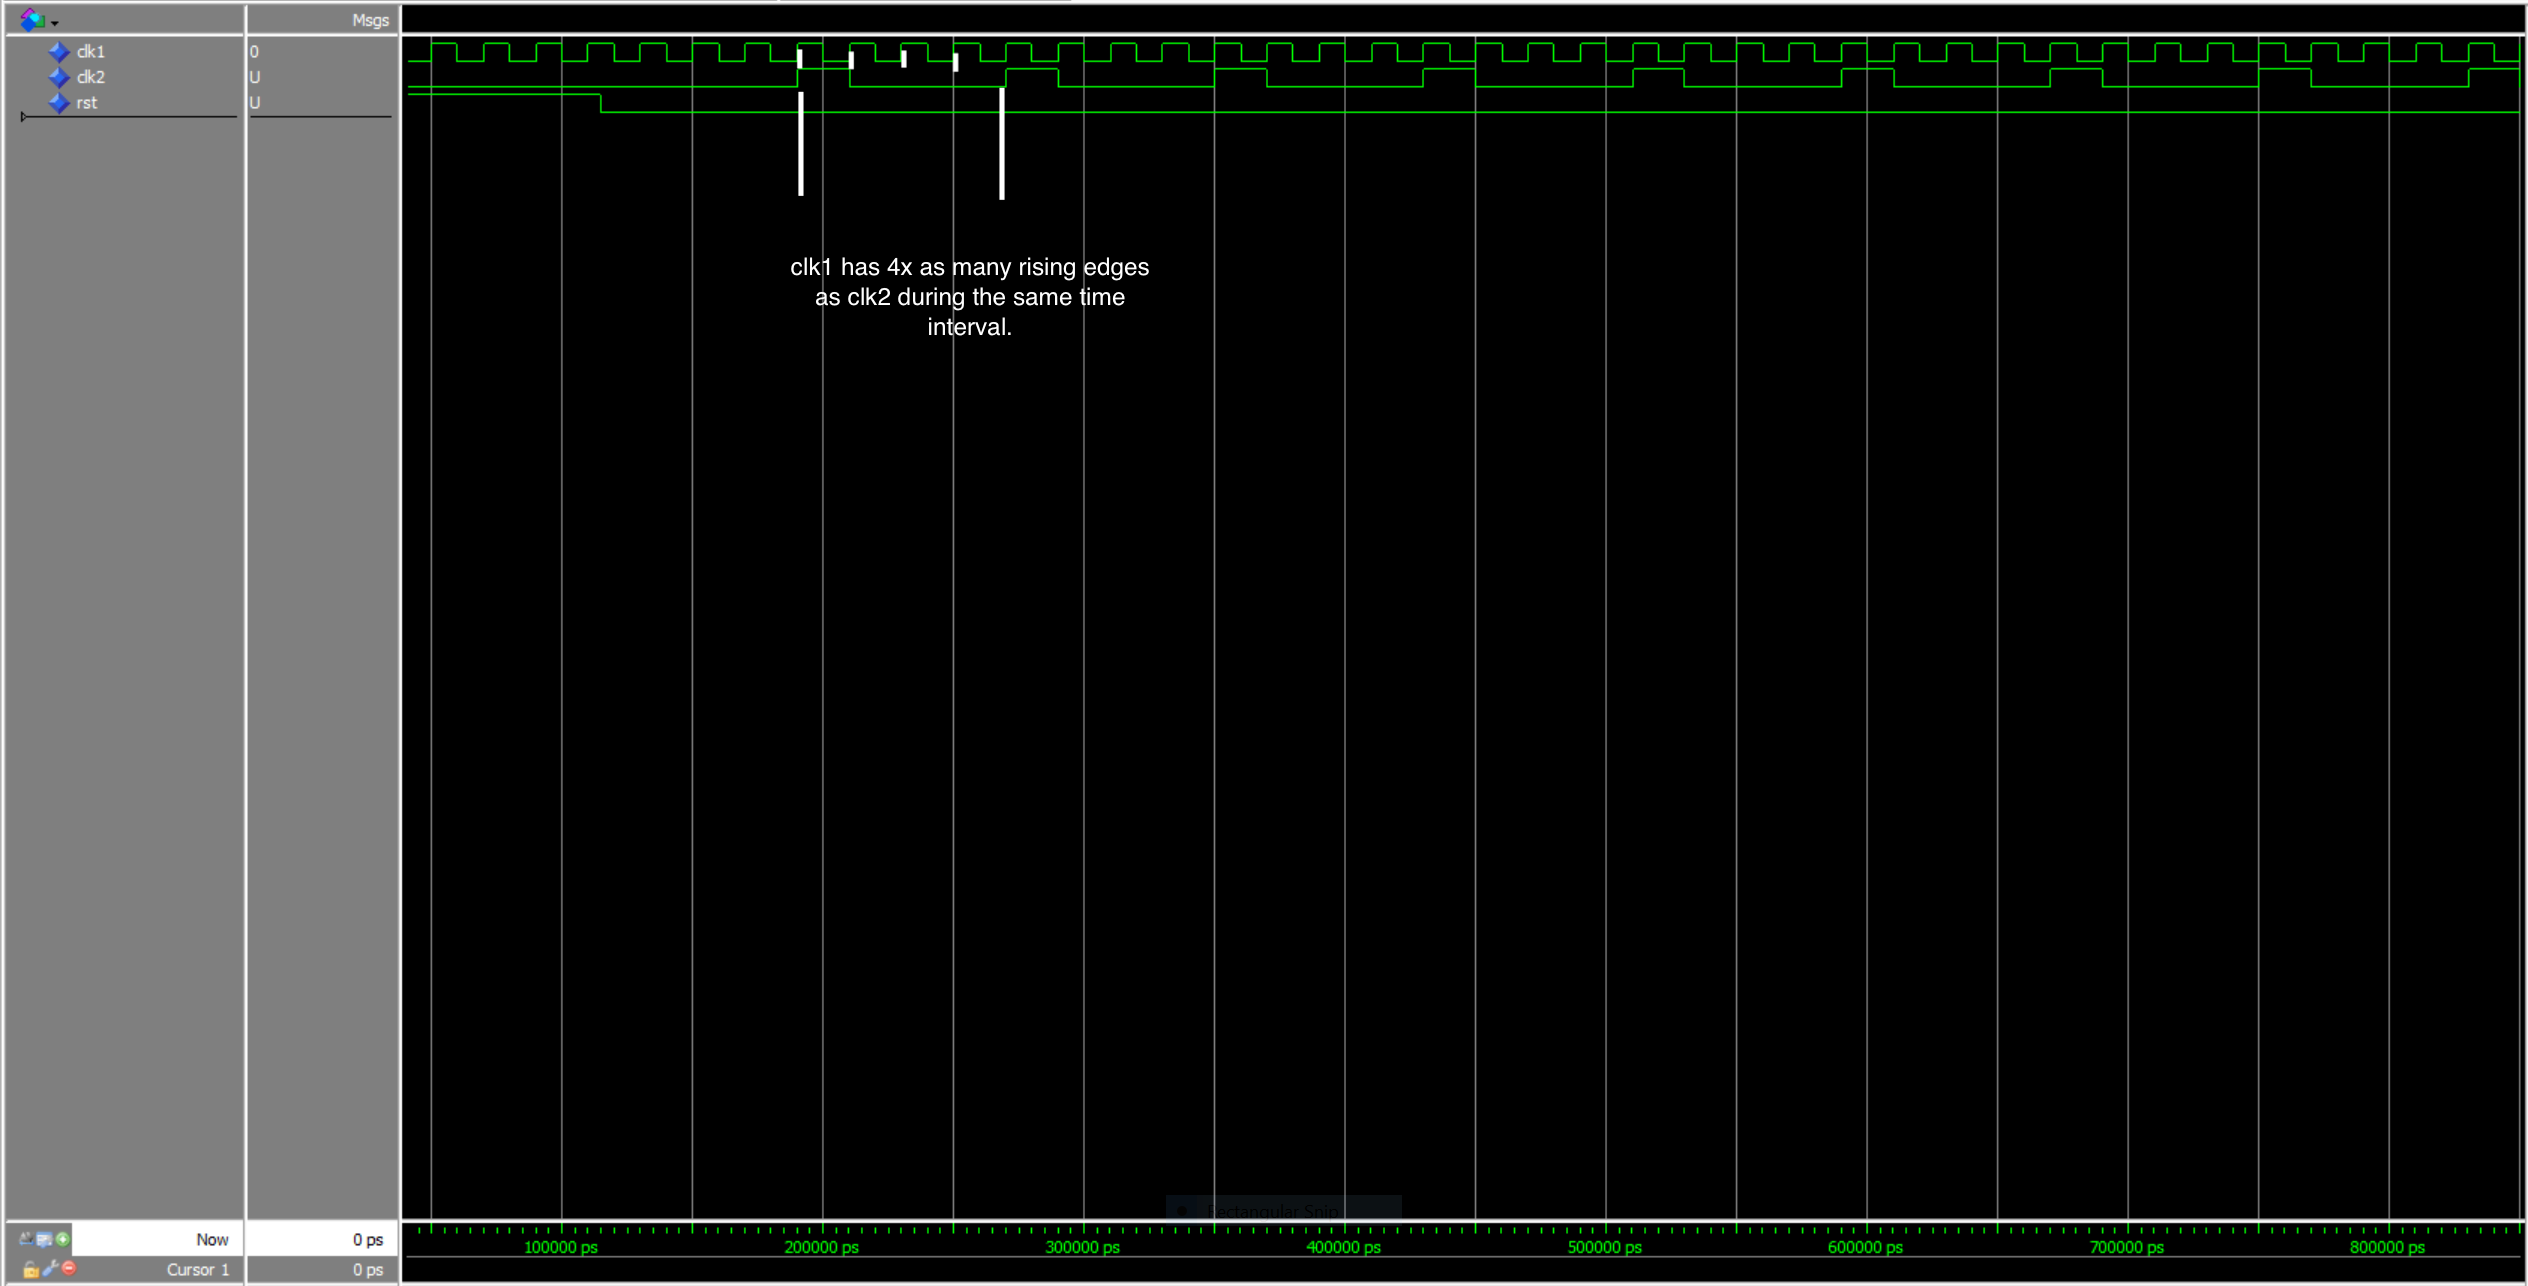 Msgs
clk1 0
clk2 U
rst U
clk1 has 4x as many rising edges
as clk2 during the same time
interval.
Rectangular Snip
Now 0 ps
100000 ps 200000 ps 300000 ps 400000 ps 500000 ps 600000 ps 700000 ps 800000 ps
Cursor 1 0 ps